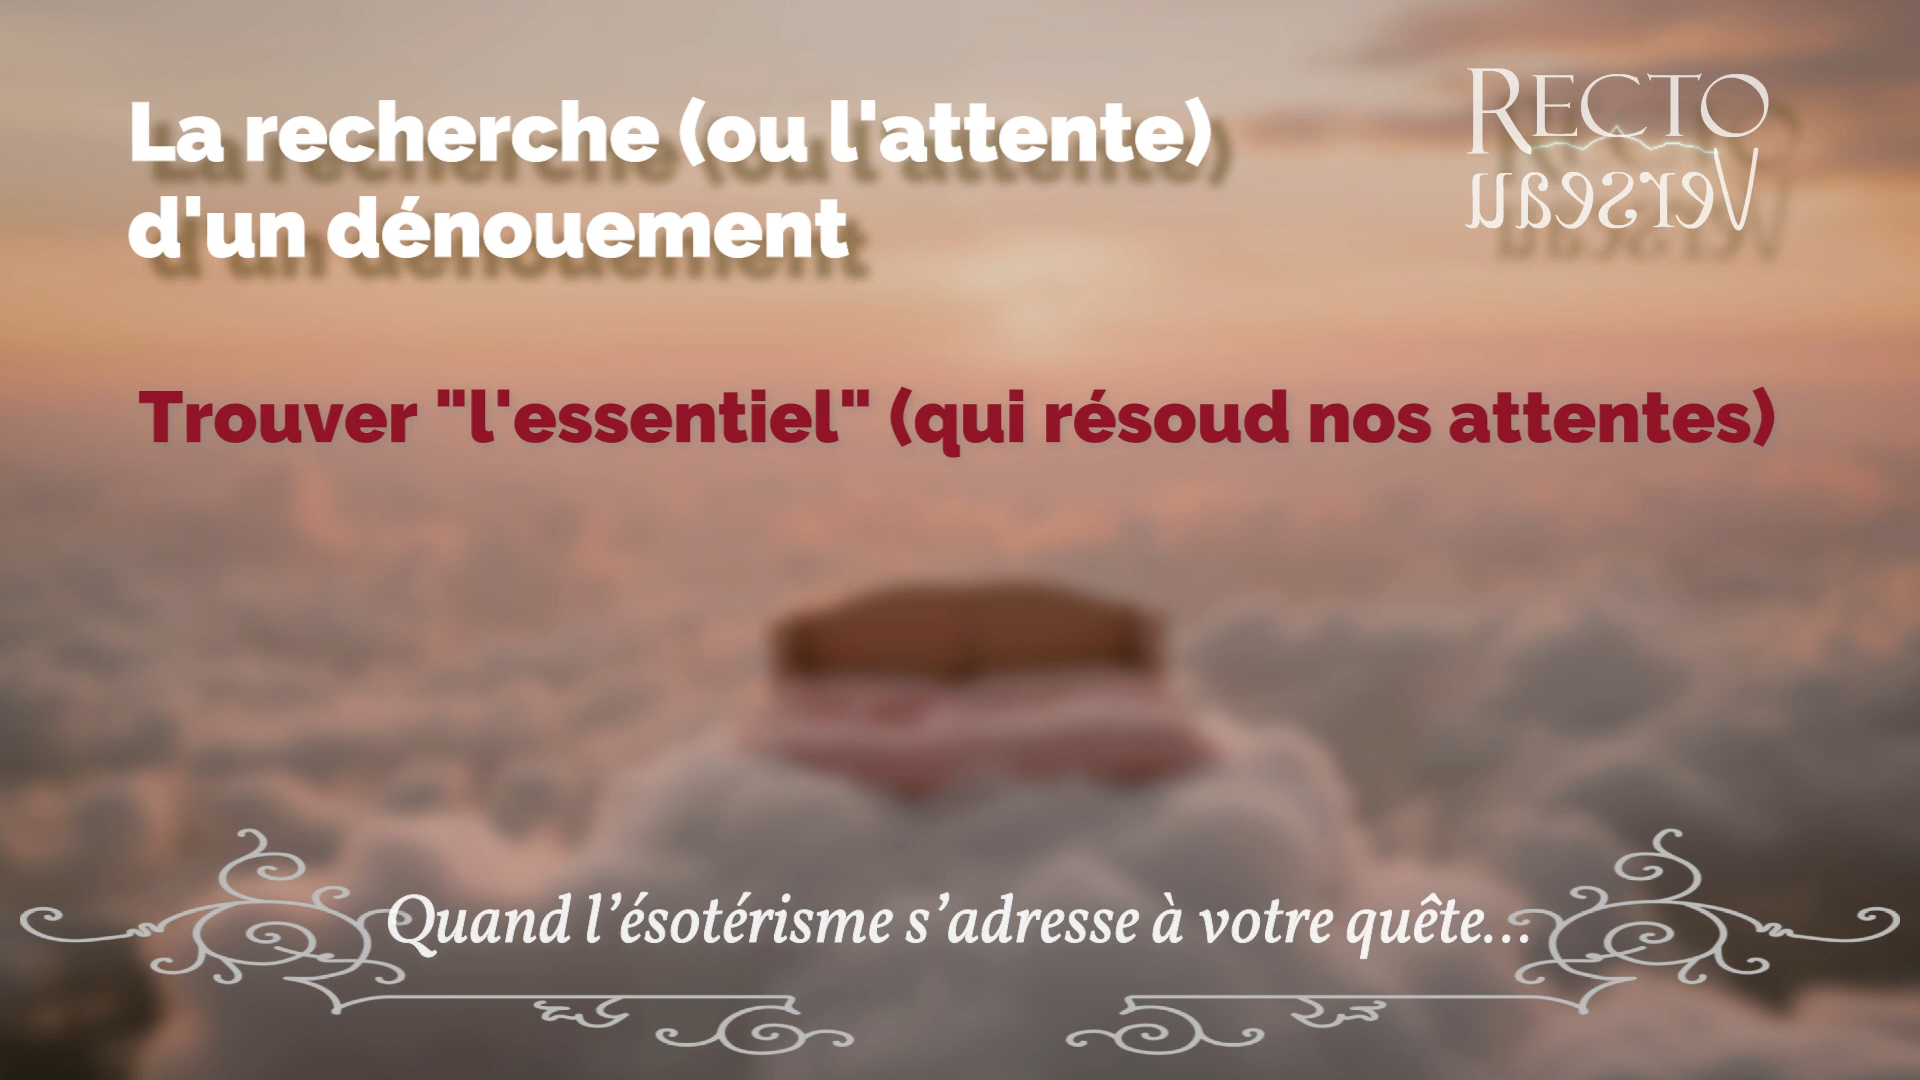 La recherche (ou l'attente)
d'un dénouement
RECTO
Verseau
Trouver "l'essentiel" (qui résoud nos attentes)
Quand l’ésotérisme s’adresse à votre quête…